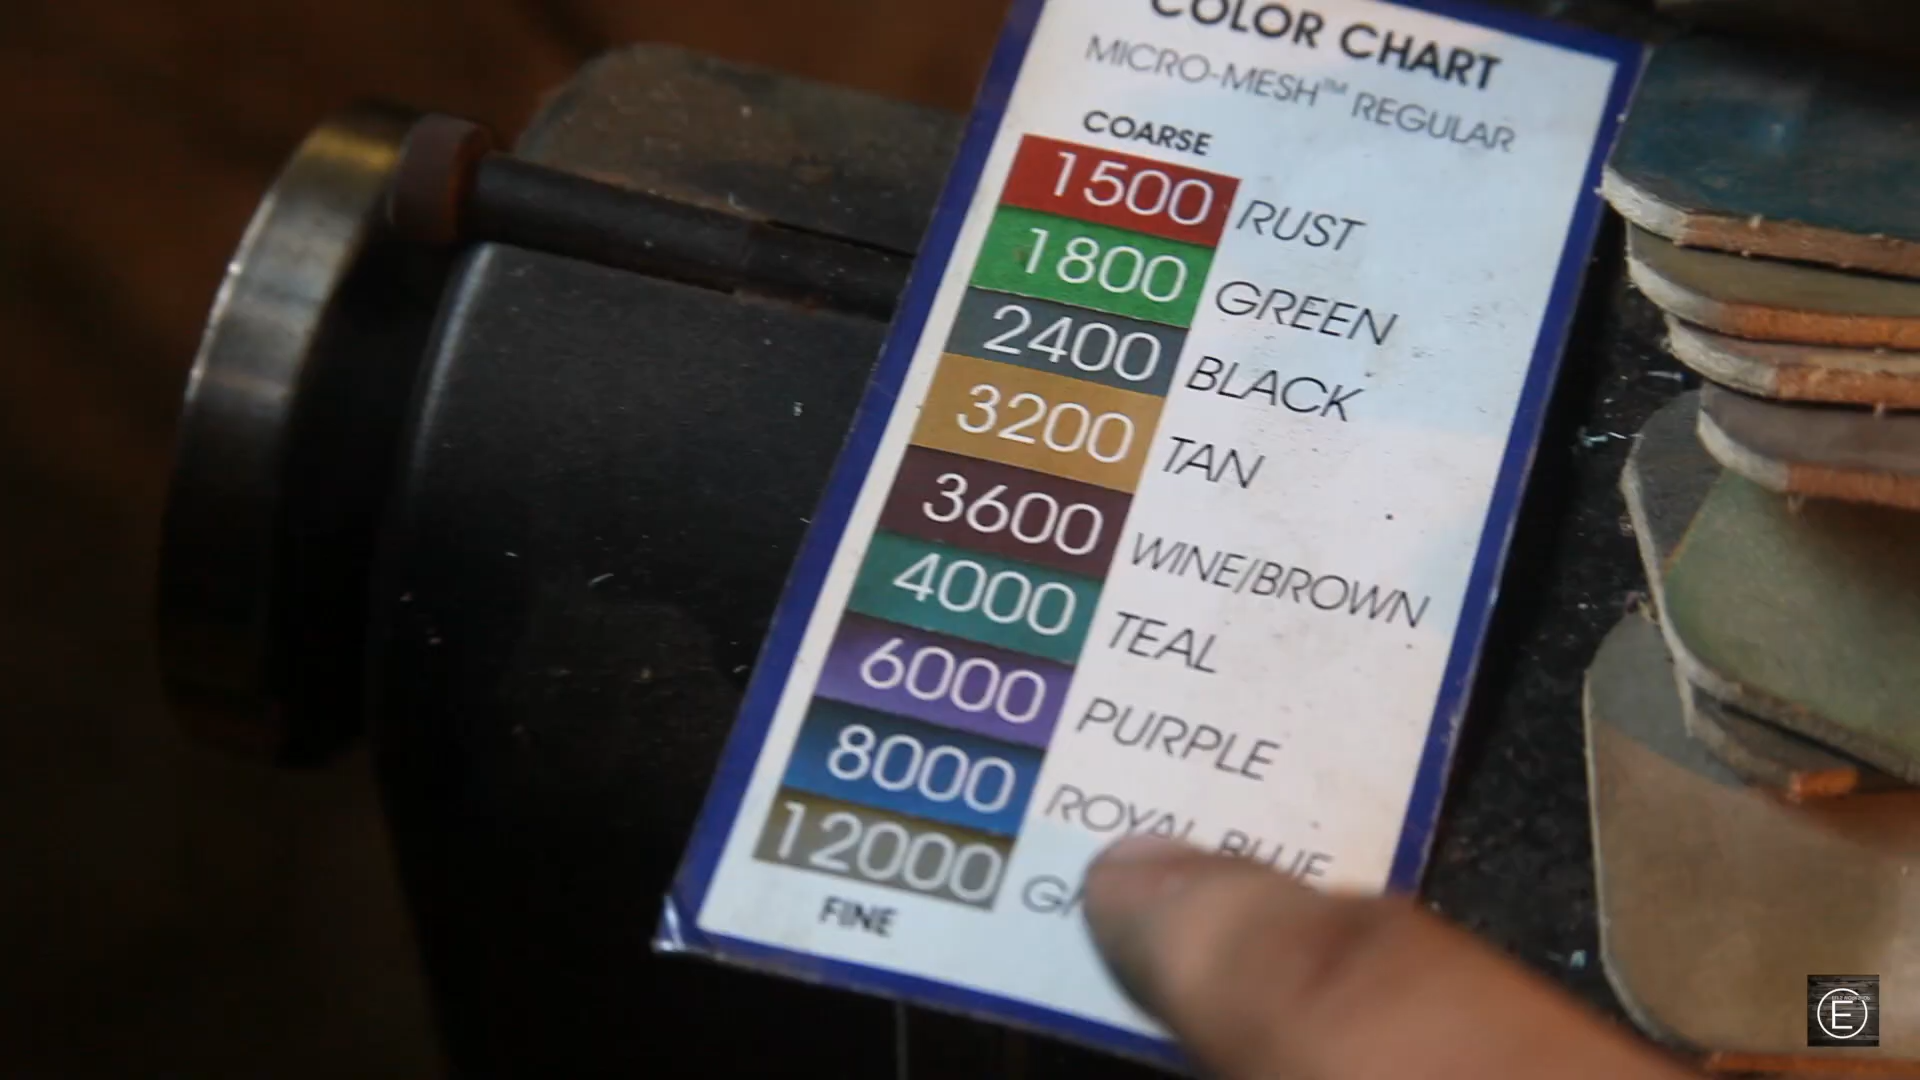 COLOR CHART
MICRO-MESH™ REGULAR
COARSE
1500 RUST
1800 GREEN
2400 BLACK
3200 TAN
3600 WINE/BROWN
4000 TEAL
6000 PURPLE
8000 ROYAL BLUE
12000
FINE
E